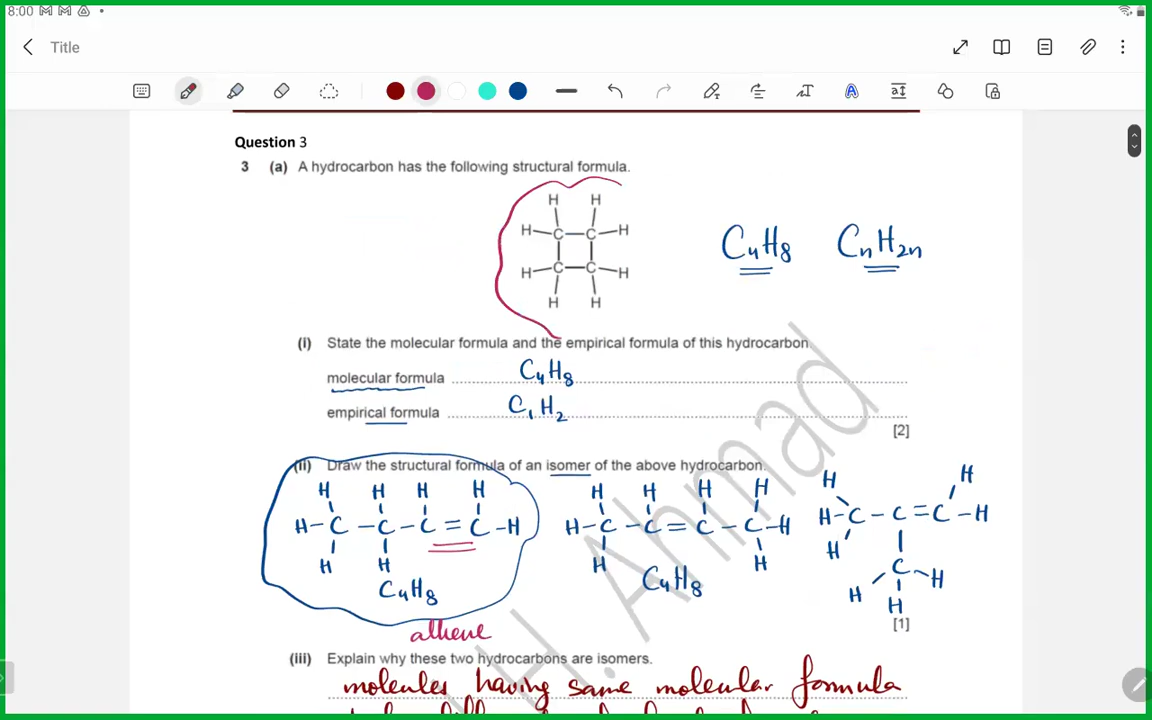 8:00
Title
Question 3
3 (a) A hydrocarbon has the following structural formula.
H H
H C C H
H C C H
H H
C4H8 CnH2n
(i) State the molecular formula and the empirical formula of this hydrocarbon
molecular formula C4H8
empirical formula C1H2
[2]
(ii) Draw the structural formula of an isomer of the above hydrocarbon.
H H H H
H-C-C-C=C-H
H H
C4H8
alkene
H H H H
H-C-C=C-C-H
H H
C4H8
H H
H-C-C=C-H
H C H
H H
[1]
(iii) Explain why these two hydrocarbons are isomers.
molecules having same molecular formula
H. Ahmad